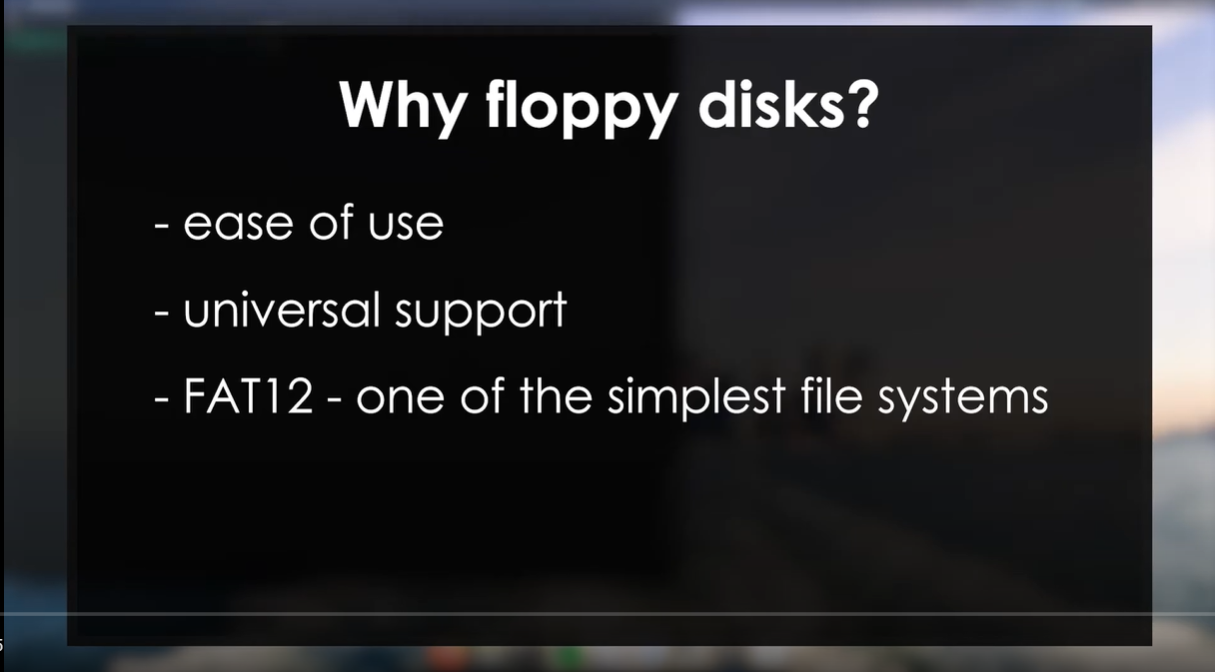 Why floppy disks?
- ease of use
- universal support
- FAT12 - one of the simplest file systems